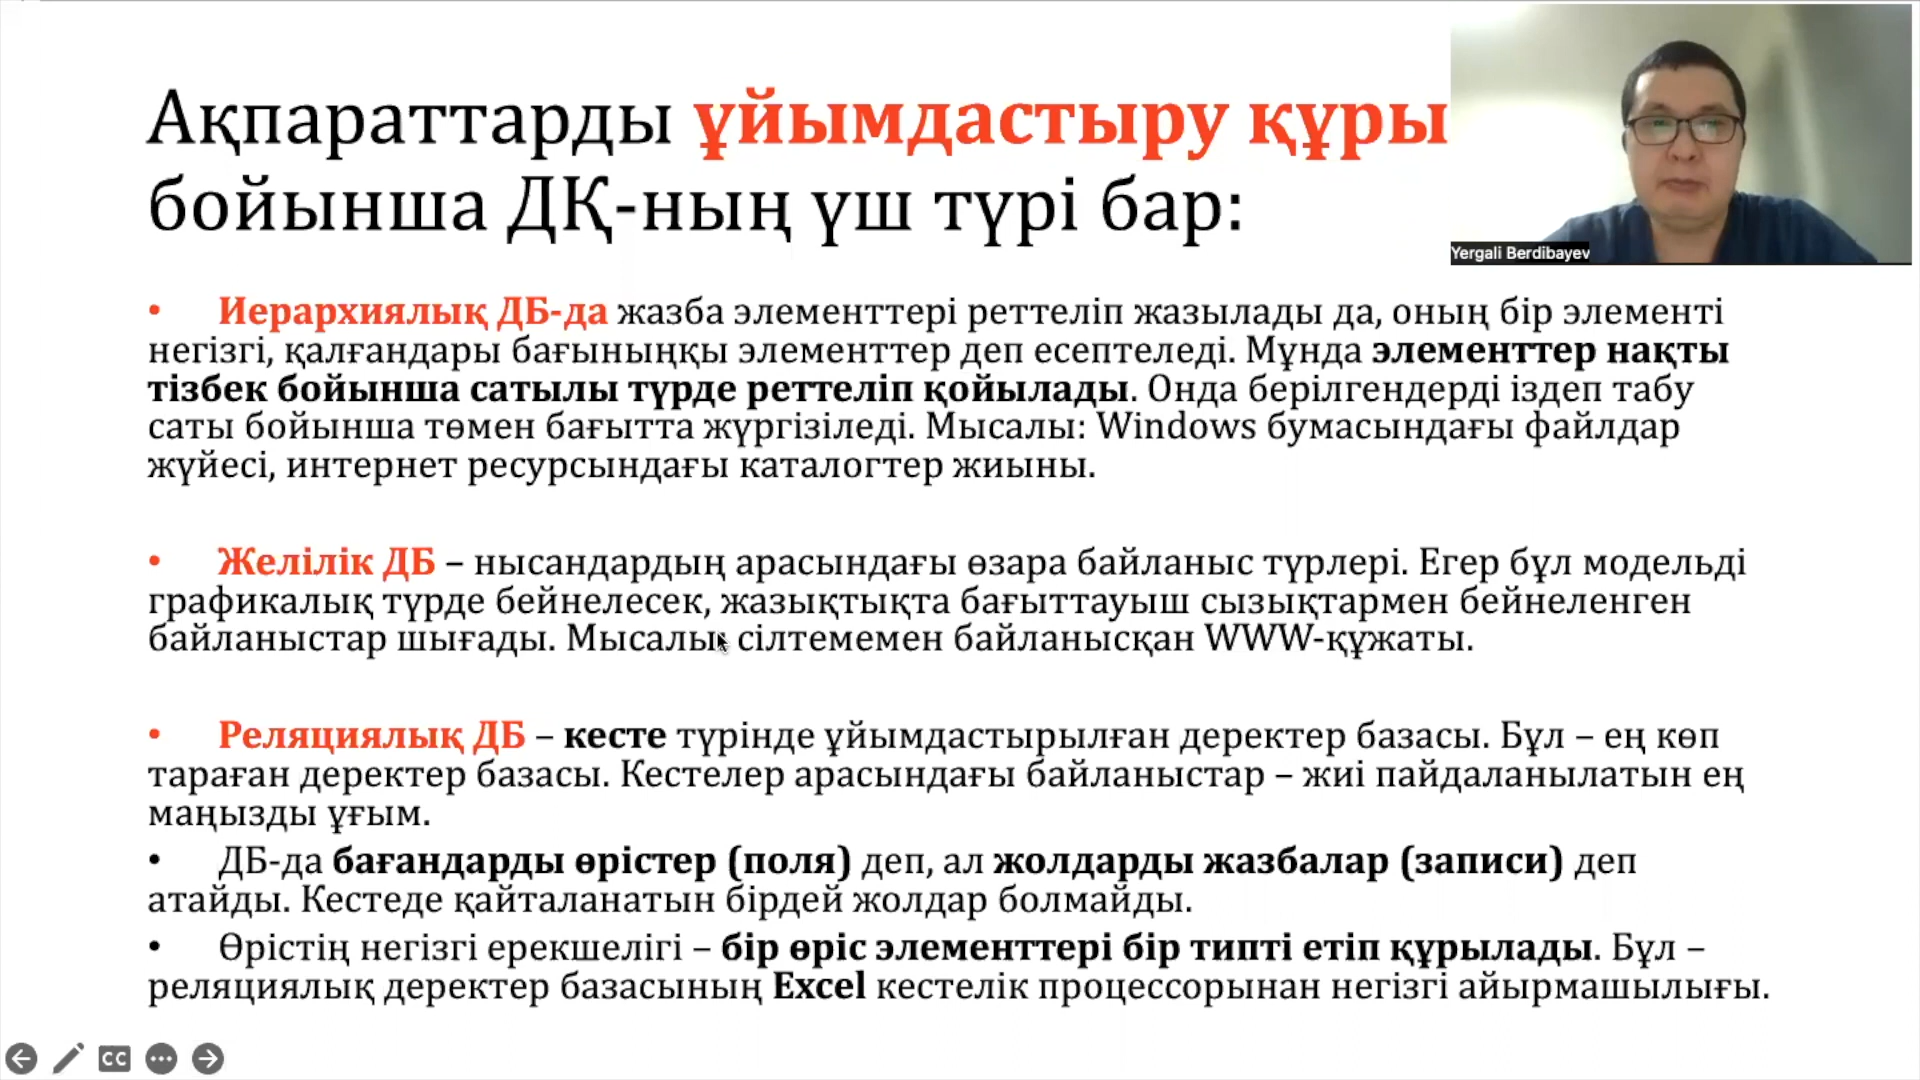 Ақпараттарды ұйымдастыру құры
бойынша ДҚ-ның үш түрі бар:
Yergali Berdibayev
• Иерархиялық ДБ-да жазба элементтері реттеліп жазылады да, оның бір элементі
негізгі, қалғандары бағыныңқы элементтер деп есептеледі. Мұнда элементтер нақты
тізбек бойынша сатылы түрде реттеліп қойылады. Онда берілгендерді іздеп табу
саты бойынша төмен бағытта жүргізіледі. Мысалы: Windows бумасындағы файлдар
жүйесі, интернет ресурсындағы каталогтер жиыны.
• Желілік ДБ – нысандардың арасындағы өзара байланыс түрлері. Егер бұл модельді
графикалық түрде бейнелесек, жазықтықта бағыттауыш сызықтармен бейнеленген
байланыстар шығады. Мысалы: сілтемемен байланысқан WWW-құжаты.
• Реляциялық ДБ – кесте түрінде ұйымдастырылған деректер базасы. Бұл – ең көп
тараған деректер базасы. Кестелер арасындағы байланыстар – жиі пайдаланылатын ең
маңызды ұғым.
• ДБ-да бағандарды өрістер (поля) деп, ал жолдарды жазбалар (записи) деп
атайды. Кестеде қайталанатын бірдей жолдар болмайды.
• Өрістің негізгі ерекшелігі – бір өріс элементтері бір типті етіп құрылады. Бұл –
реляциялық деректер базасының Excel кестелік процессорынан негізгі айырмашылығы.
CC